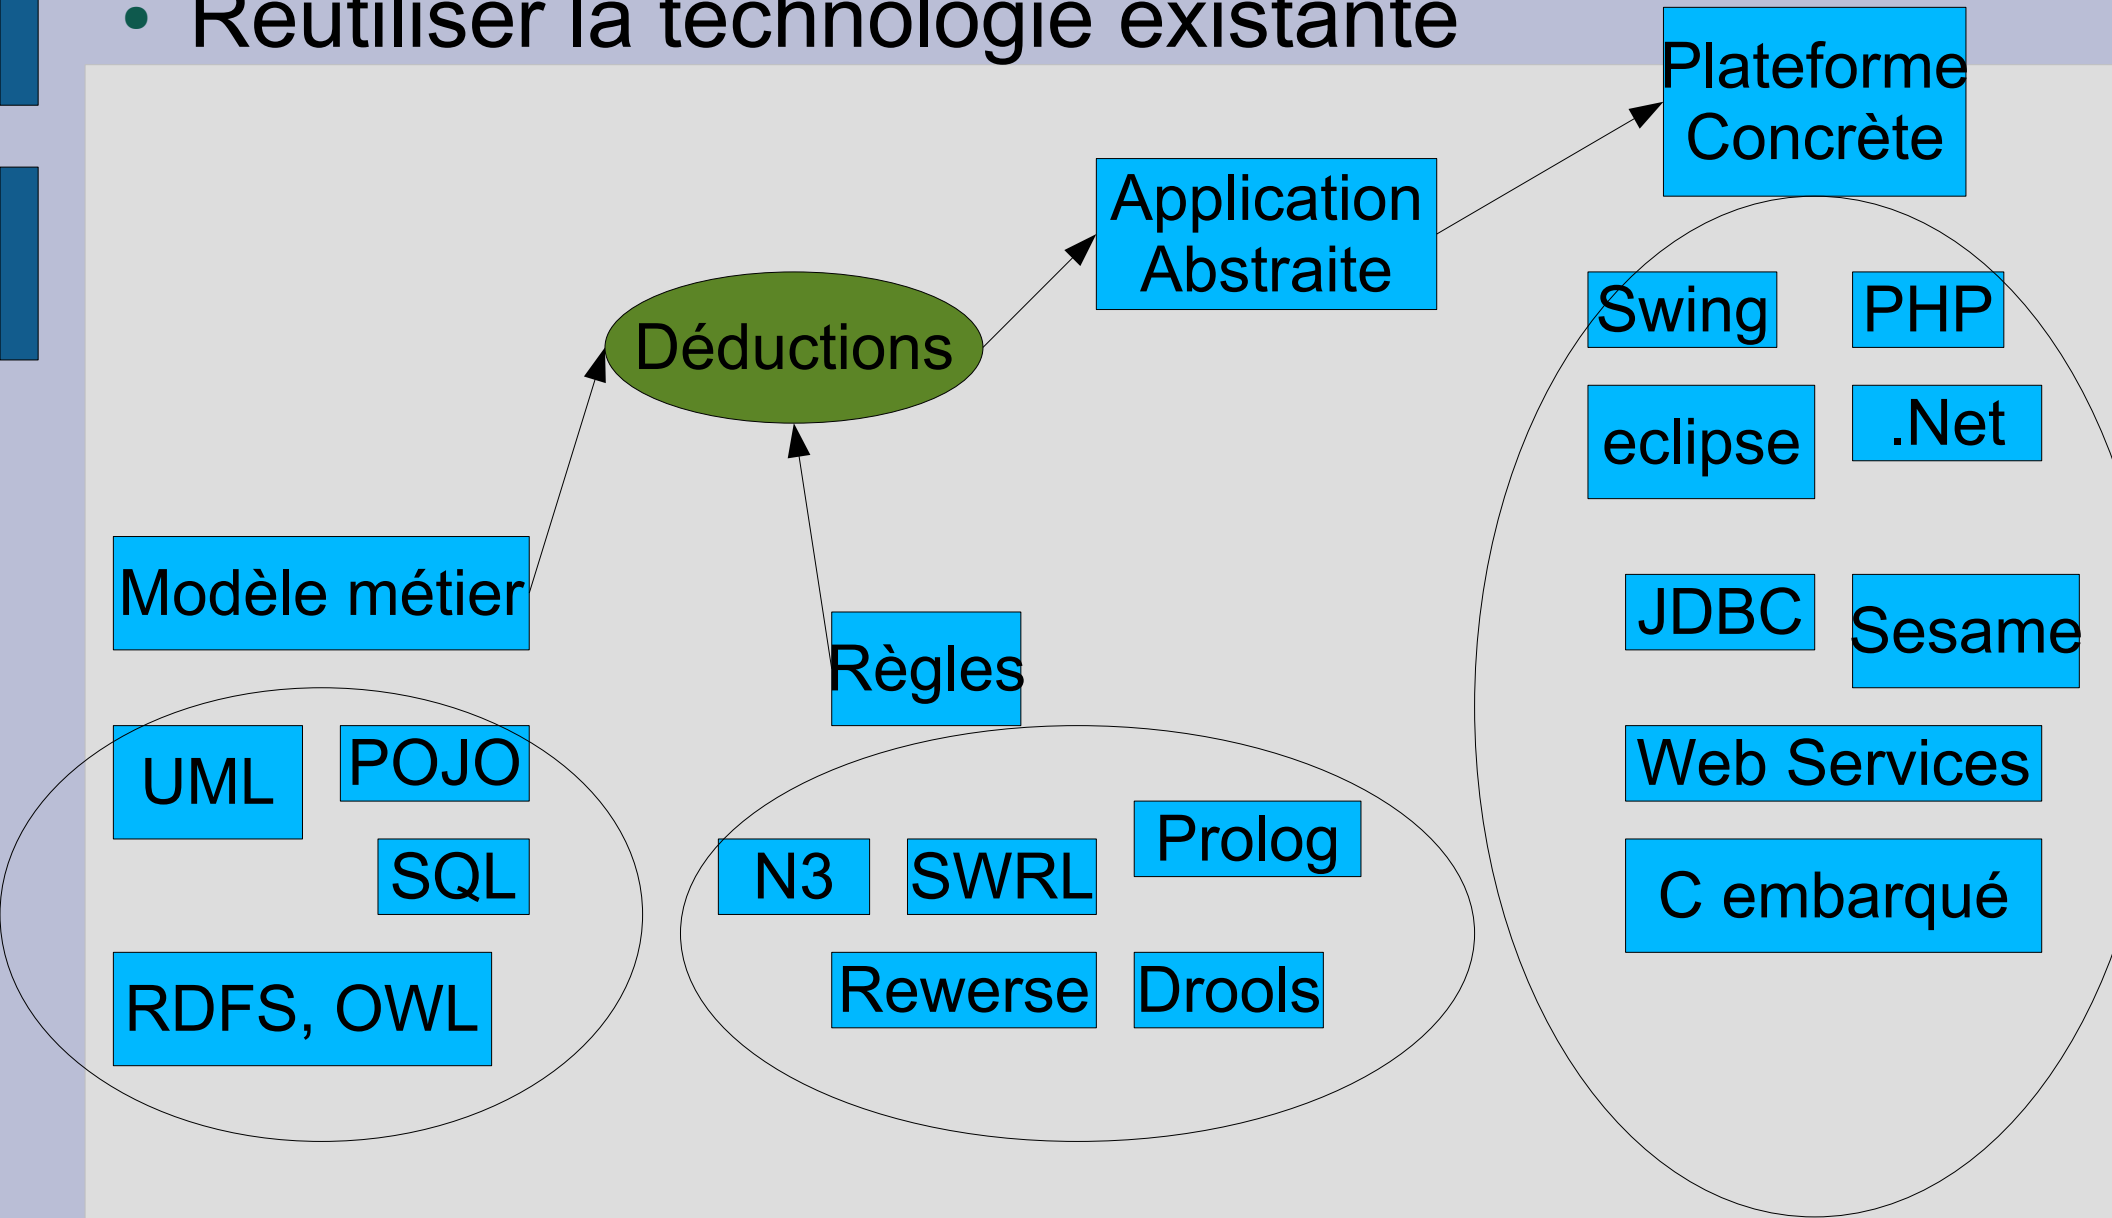 • Réutiliser la technologie existante
Plateforme
Concrète
Application
Abstraite
Déductions
Swing
PHP
eclipse
.Net
Modèle métier
Règles
JDBC
Sesame
UML
POJO
SQL
RDFS, OWL
N3
SWRL
Prolog
Rewerse
Drools
Web Services
C embarqué